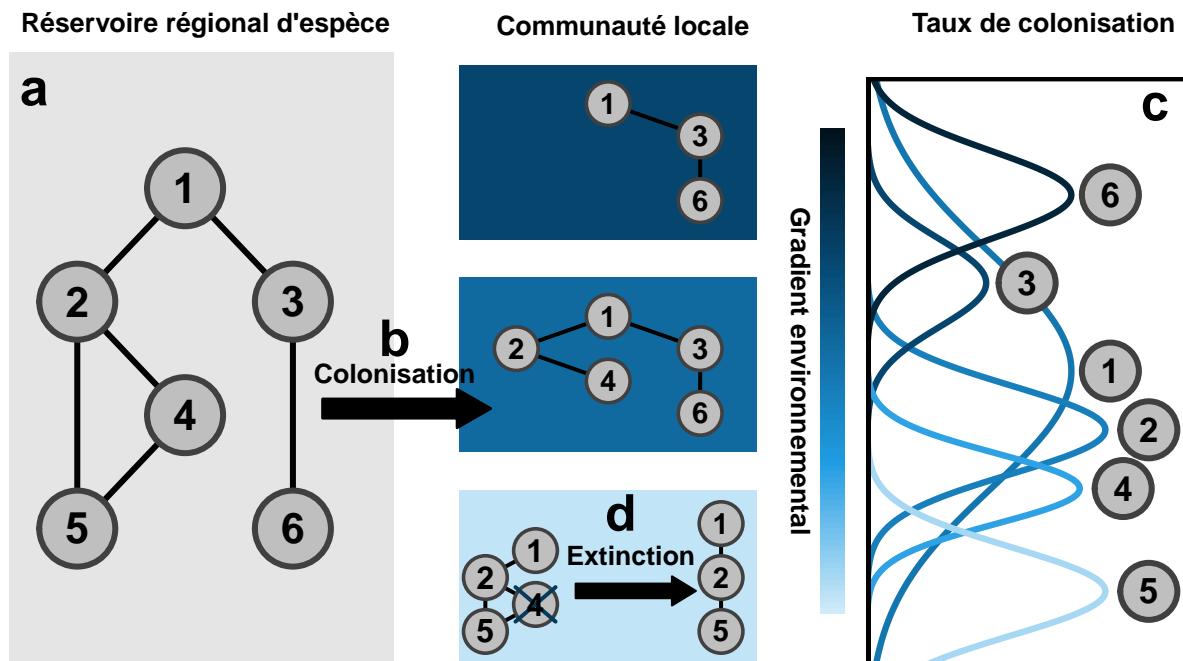 Réservoire régional d'espèce
Communauté locale
Taux de colonisation
a
1
2
3
4
5
6
b
Colonisation
1
3
6
1
2
3
4
6
d
Extinction
1
2
4
5
1
2
5
Gradient environnemental
c
6
3
1
2
4
5